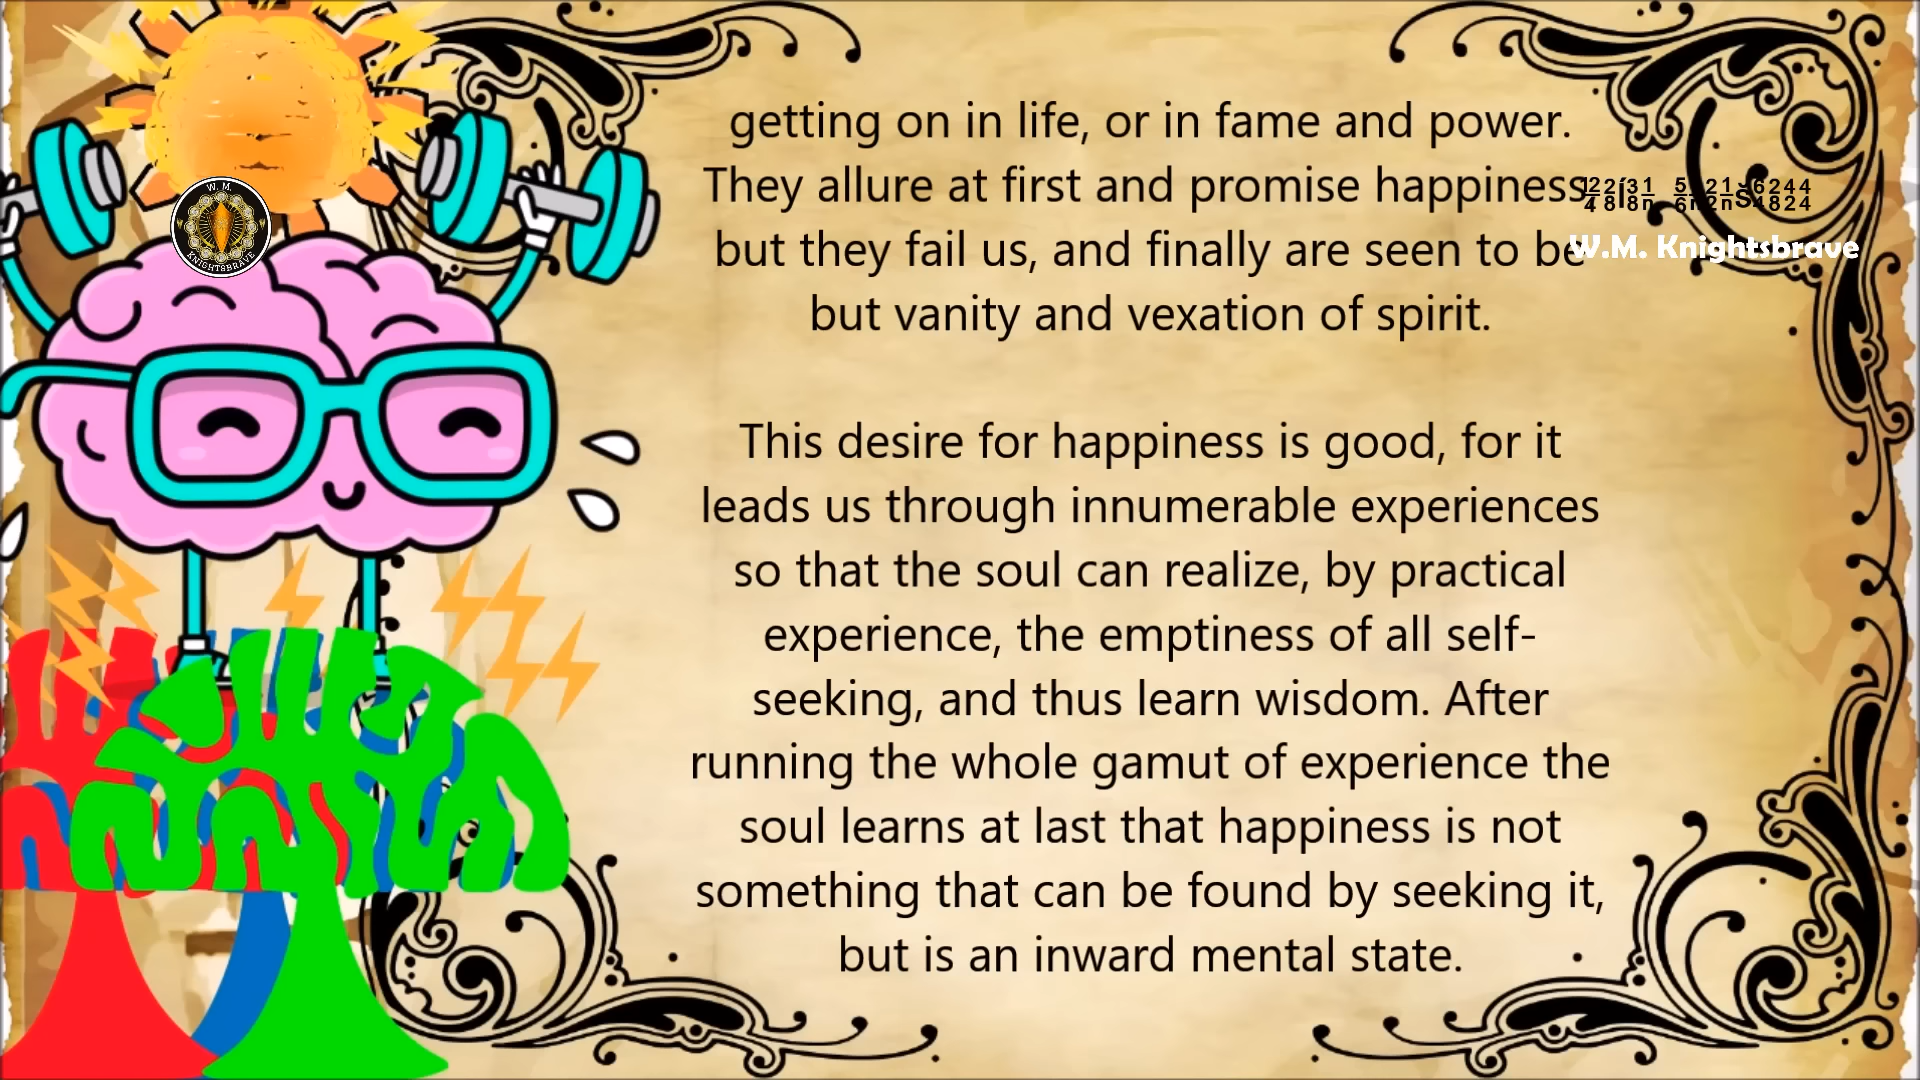 getting on in life, or in fame and power.
They allure at first and promise happiness
but they fail us, and finally are seen to be
but vanity and vexation of spirit.
This desire for happiness is good, for it
leads us through innumerable experiences
so that the soul can realize, by practical
experience, the emptiness of all self-
seeking, and thus learn wisdom. After
running the whole gamut of experience the
soul learns at last that happiness is not
something that can be found by seeking it,
but is an inward mental state.
W.M. Knightsbrave
W. M.
KNIGHTSBRAVE